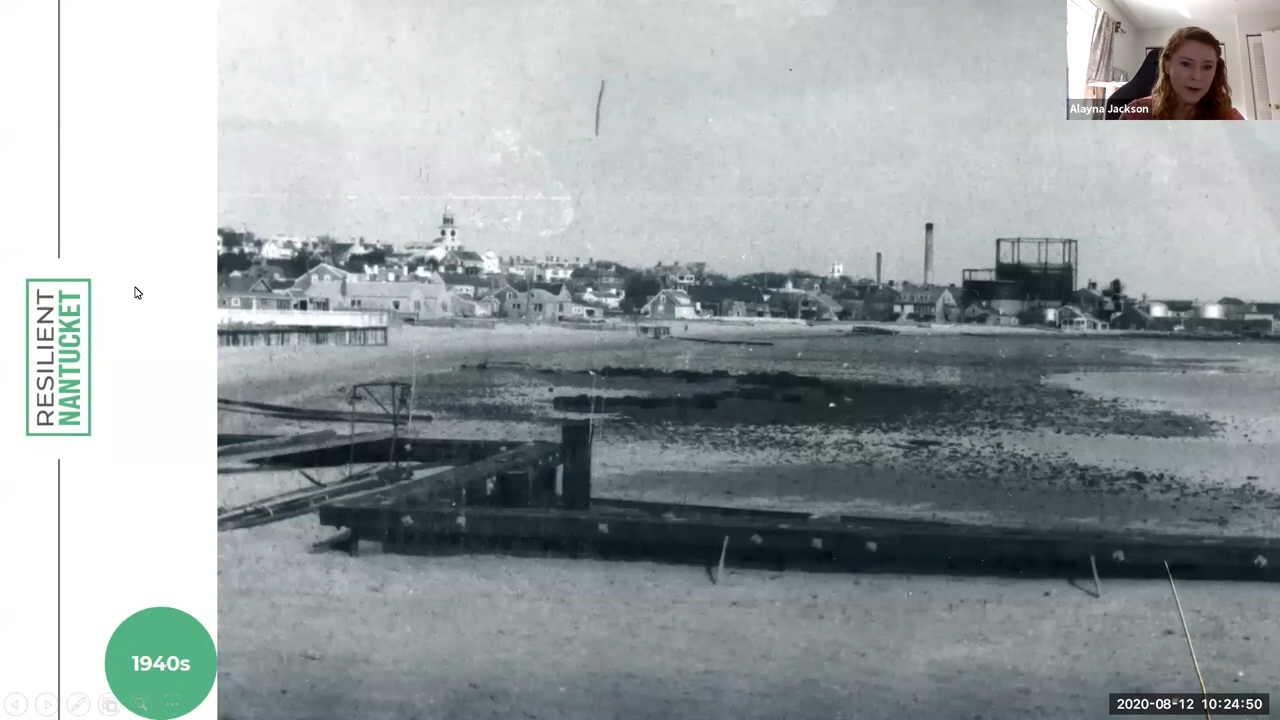 RESILIENT
NANTUCKET
1940s
Alayna Jackson
2020-08-12 10:24:50